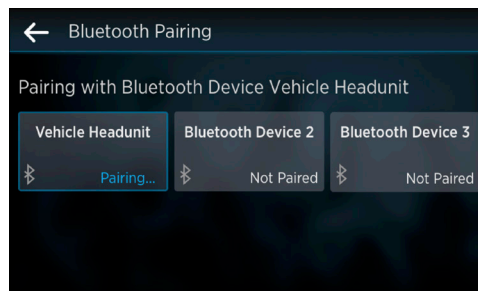 Bluetooth Pairing
Pairing with Bluetooth Device Vehicle Headunit
Vehicle Headunit Bluetooth Device 2 Bluetooth Device 3
Pairing... Not Paired Not Paired